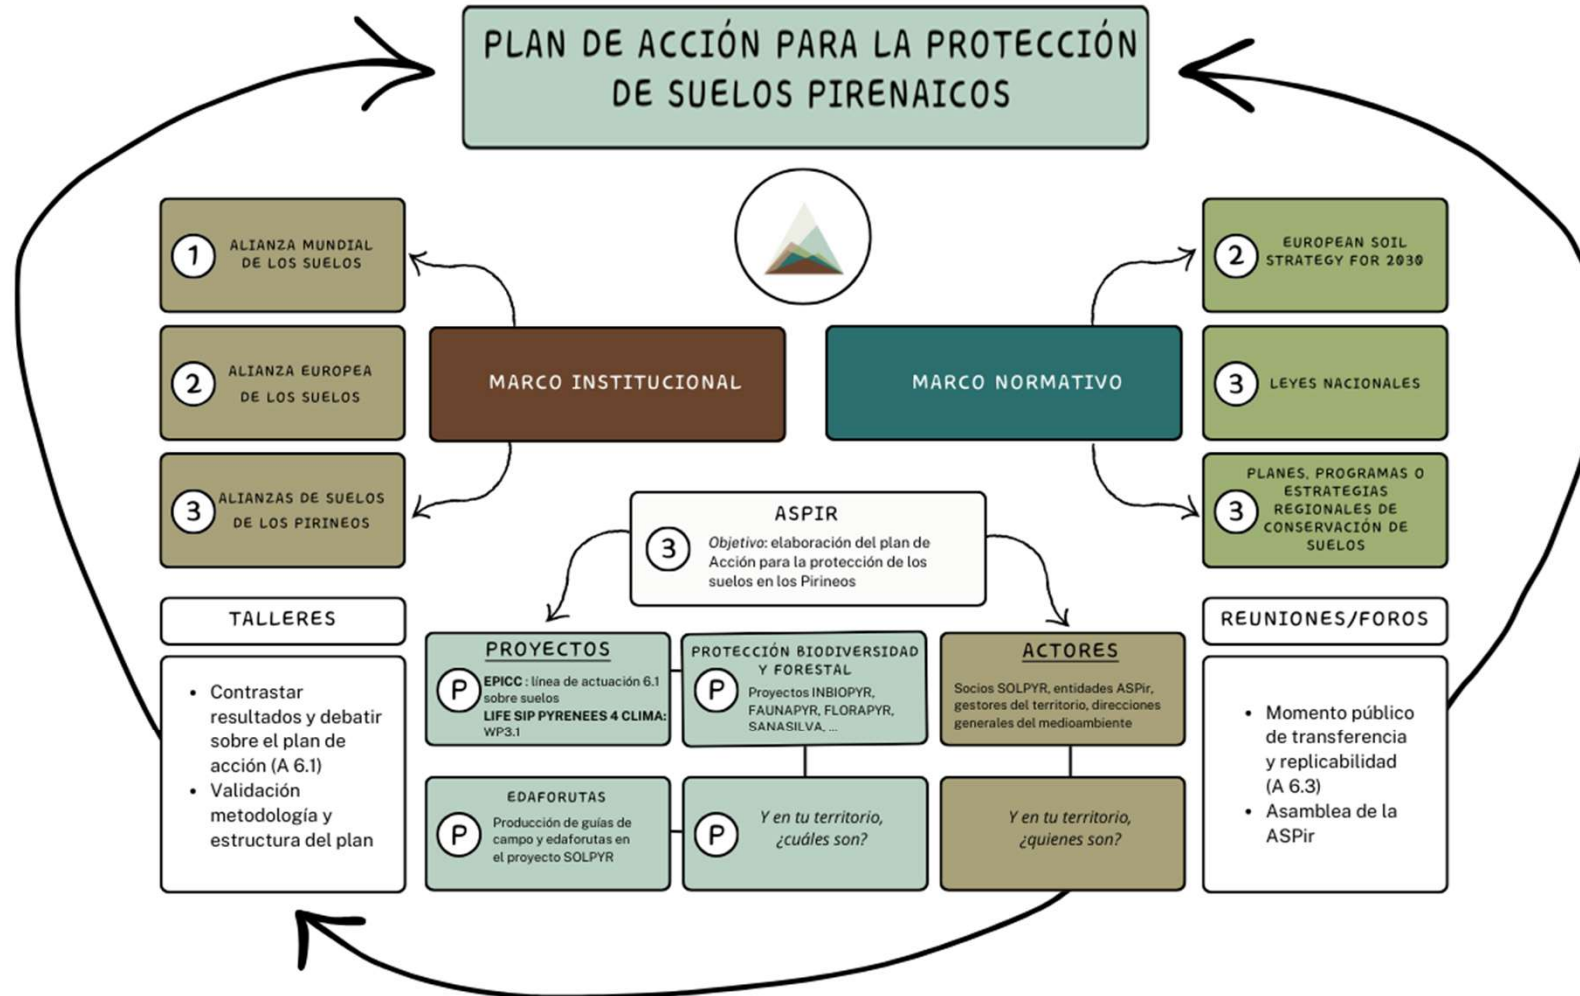 PLAN DE ACCIÓN PARA LA PROTECCIÓN
DE SUELOS PIRENAICOS
1
ALIANZA MUNDIAL
DE LOS SUELOS
2
ALIANZA EUROPEA
DE LOS SUELOS
3
ALIANZAS DE SUELOS
DE LOS PIRINEOS
MARCO INSTITUCIONAL
MARCO NORMATIVO
2
EUROPEAN SOIL
STRATEGY FOR 2030
3
LEYES NACIONALES
3
PLANES, PROGRAMAS O
ESTRATEGIAS
REGIONALES DE
CONSERVACIÓN DE
SUELOS
ASPIR
3
Objetivo: elaboración del plan de
Acción para la protección de los
suelos en los Pirineos
TALLERES
• Contrastar
resultados y debatir
sobre el plan de
acción (A 6.1)
• Validación
metodología y
estructura del plan
PROYECTOS
P
EPICC : línea de actuación 6.1
sobre suelos
LIFE SIP PYRENEES 4 CLIMA:
WP3.1
PROTECCIÓN BIODIVERSIDAD
Y FORESTAL
P
Proyectos INBIOPYR,
FAUNAPYR, FLORAPYR,
SANASILVA, ...
ACTORES
Socios SOLPYR, entidades ASPir,
gestores del territorio, direcciones
generales del medioambiente
EDAFORUTAS
P
Producción de guías de
campo y edaforutas en
el proyecto SOLPYR
P
Y en tu territorio,
¿cuáles son?
Y en tu territorio,
¿quienes son?
REUNIONES/FOROS
• Momento público
de transferencia
y replicabilidad
(A 6.3)
• Asamblea de la
ASPir